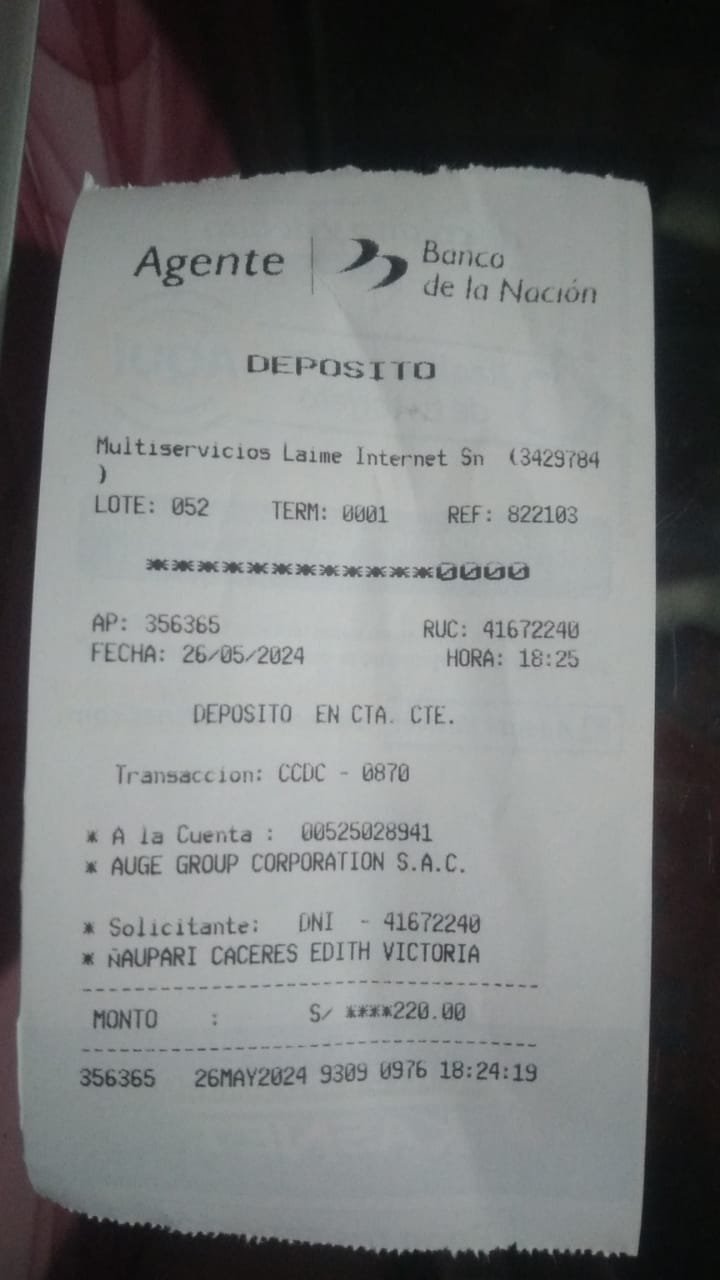 Agente | Banco
de la Nación
DEPOSITO
Multiservicios Laime Internet Sn (3429784
)
LOTE: 052 TERM: 0001 REF: 822103
************0000
AP: 356365 RUC: 41672240
FECHA: 26/05/2024 HORA: 18:25
DEPOSITO EN CTA. CTE.
Transaccion: CCDC - 0870
* A la Cuenta : 00525028941
* AUGE GROUP CORPORATION S.A.C.
* Solicitante: DNI - 41672240
* ÑAUPARI CACERES EDITH VICTORIA
MONTO : S/ ****220.00
356365 26MAY2024 9309 0976 18:24:19